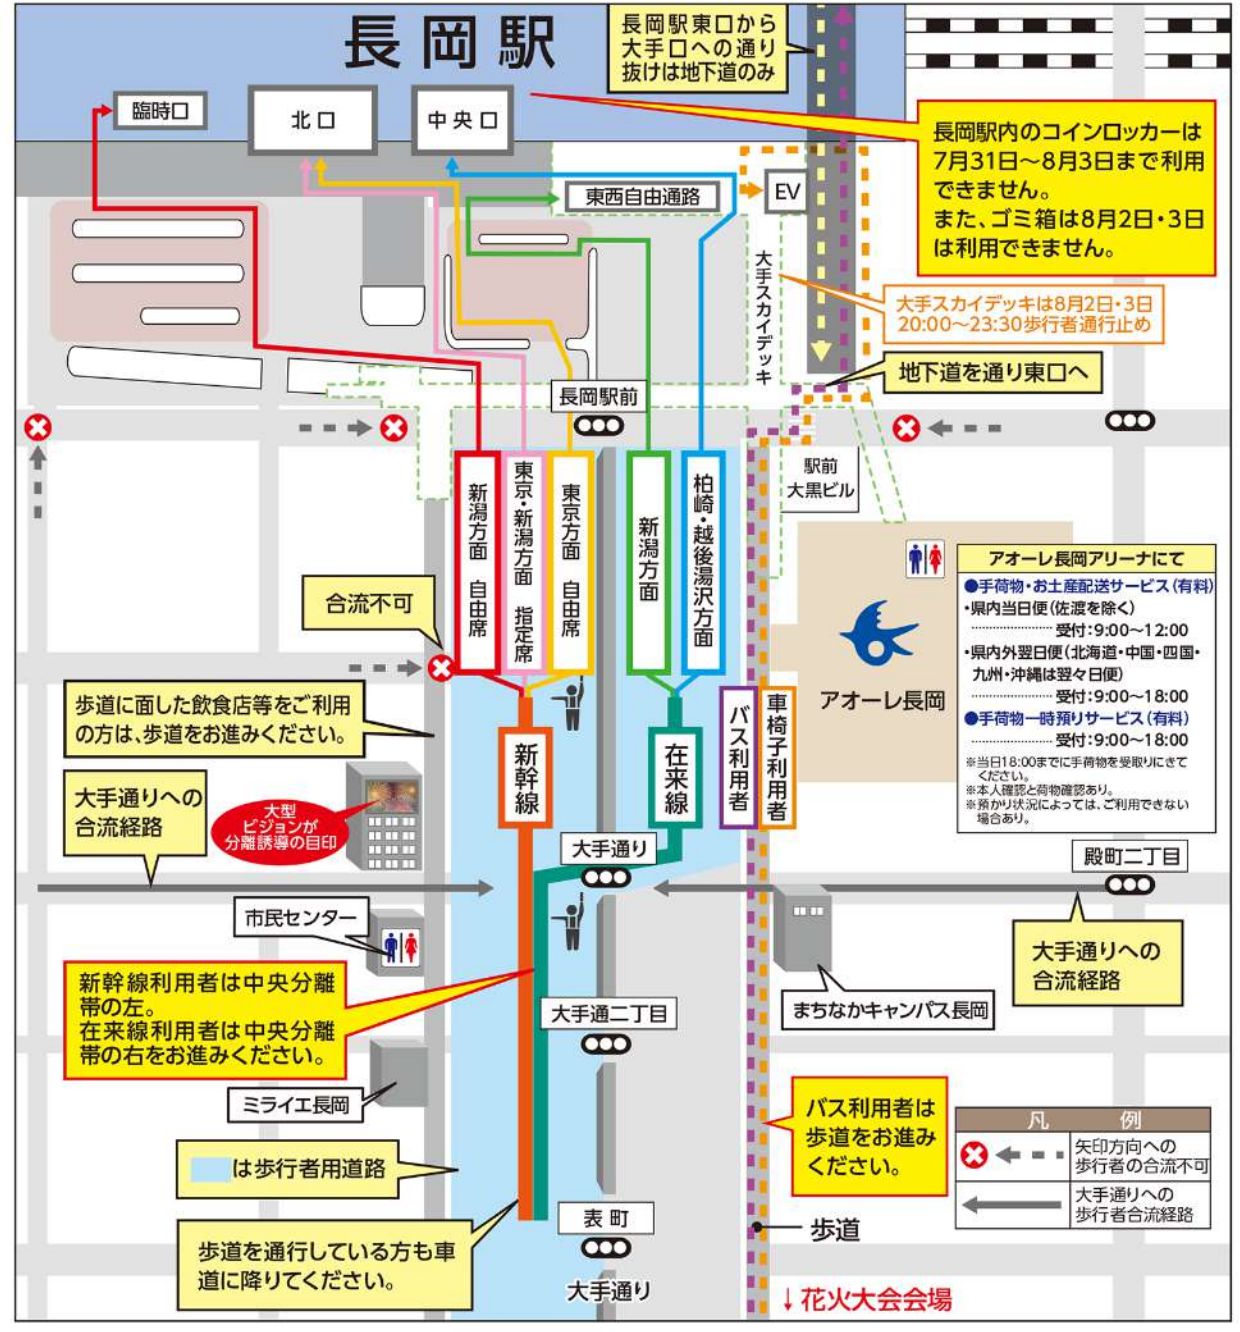 長岡駅
長岡駅東口から
大手口への通り
抜けは地下道のみ
臨時口
北口
中央口
長岡駅内のコインロッカーは
7月31日～8月3日まで利用
できません。
また、ゴミ箱は8月2日・3日
は利用できません。
東西自由通路
EV
大手スカイデッキ
大手スカイデッキは8月2日・3日
20:00～23:30歩行者通行止め
地下道を通り東口へ
長岡駅前
駅前
大黒ビル
新潟方面 自由席
東京・新潟方面 指定席
東京方面 自由席
新潟方面
柏崎・越後湯沢方面
合流不可
アオーレ長岡
アオーレ長岡アリーナにて
●手荷物・お土産配送サービス(有料)
・県内当日便(佐渡を除く)
……………… 受付:9:00～12:00
・県内外翌日便(北海道・中国・四国・
九州・沖縄は翌々日便)
……………… 受付:9:00～18:00
●手荷物一時預りサービス(有料)
……………… 受付:9:00～18:00
※当日18:00までに手荷物を受取りにきて
ください。
※本人確認と荷物確認あり。
※預かり状況によっては、ご利用できない
場合あり。
歩道に面した飲食店等をご利用
の方は、歩道をお進みください。
新幹線
在来線
バス利用者
車椅子利用者
大手通りへの
合流経路
大型
ビジョンが
分離誘導の目印
大手通り
殿町二丁目
市民センター
大手通りへの
合流経路
新幹線利用者は中央分離
帯の左。
在来線利用者は中央分離
帯の右をお進みください。
大手通二丁目
まちなかキャンパス長岡
ミライエ長岡
バス利用者は
歩道をお進み
ください。
凡例
矢印方向への
歩行者の合流不可
大手通りへの
歩行者合流経路
は歩行者用道路
表町
歩道
歩道を通行している方も車
道に降りてください。
大手通り
↓花火大会会場